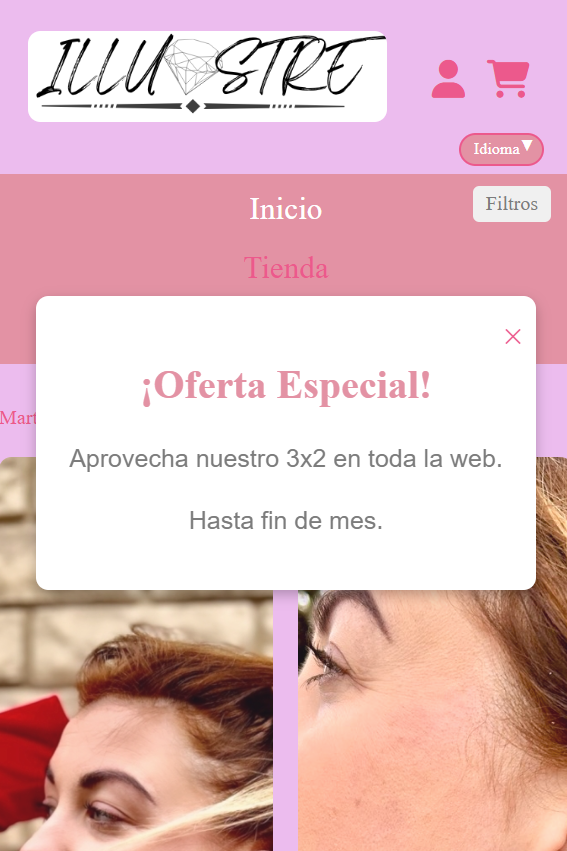 ILLUSTRE
Idioma▼
Inicio
Filtros
Tienda
¡Oferta Especial!
Mart
Aprovecha nuestro 3x2 en toda la web.
Hasta fin de mes.